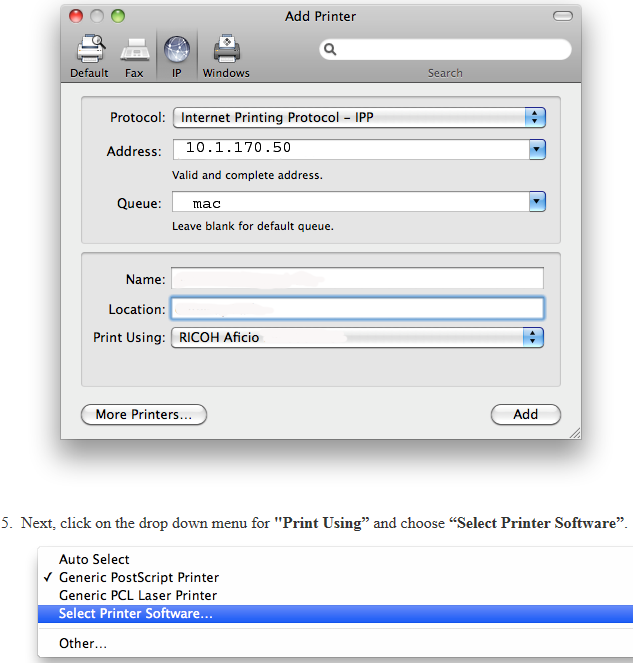 Add Printer
Default Fax IP Windows Search
Protocol: Internet Printing Protocol – IPP
Address: 10.1.170.50
Valid and complete address.
Queue: mac
Leave blank for default queue.
Name:
Location:
Print Using: RICOH Aficio
More Printers... Add
5. Next, click on the drop down menu for "Print Using” and choose “Select Printer Software”.
Auto Select
✓ Generic PostScript Printer
Generic PCL Laser Printer
Select Printer Software...
Other...